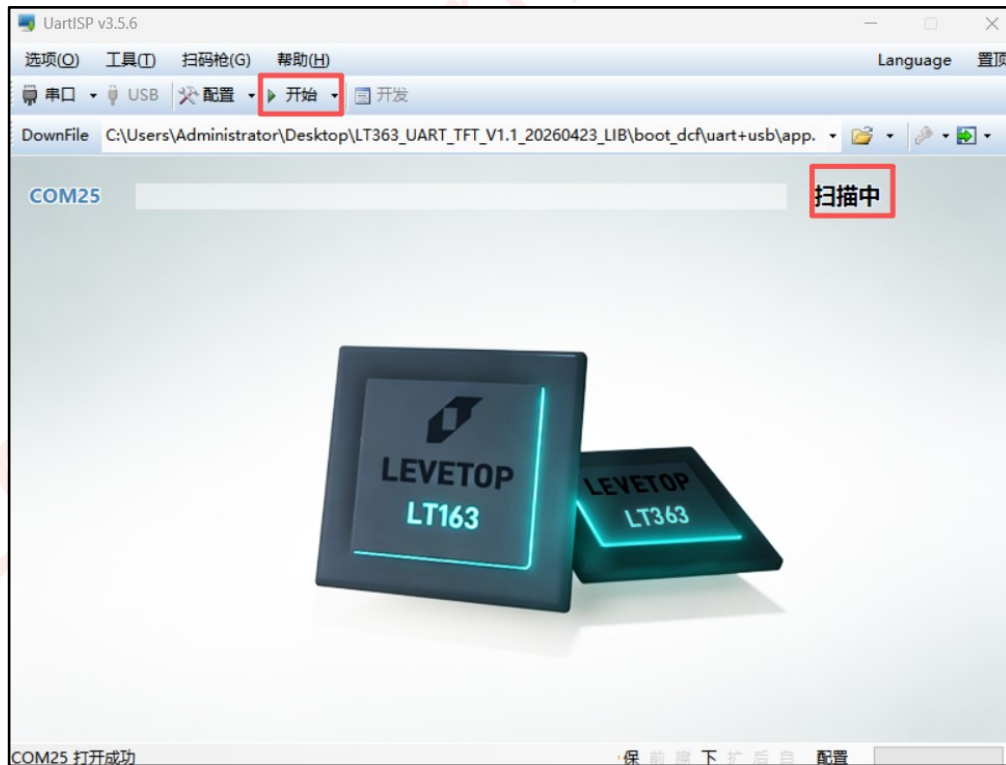 UartISP v3.5.6
选项(O) 工具(T) 扫码枪(G) 帮助(H) Language 置顶
串口 USB 配置 开始 开发
DownFile C:\Users\Administrator\Desktop\LT363_UART_TFT_V1.1_20260423_LIB\boot_dcf\uart+usb\app.
COM25 扫描中
LEVETOP
LT163
LEVETOP
LT363
COM25 打开成功 保 前 擦 下 扩 后 自 配置